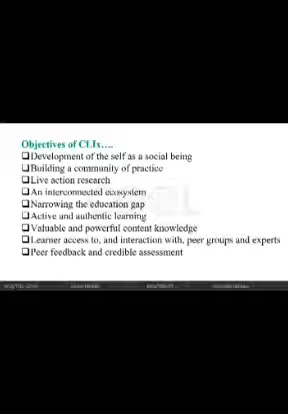 Objectives of CLIx....
❑Development of the self as a social being
❑Building a community of practice
❑Live action research
❑An interconnected ecosystem
❑Narrowing the education gap
❑Active and authentic learning
❑Valuable and powerful content knowledge
❑Learner access to, and interaction with, peer groups and experts
❑Peer feedback and credible assessment